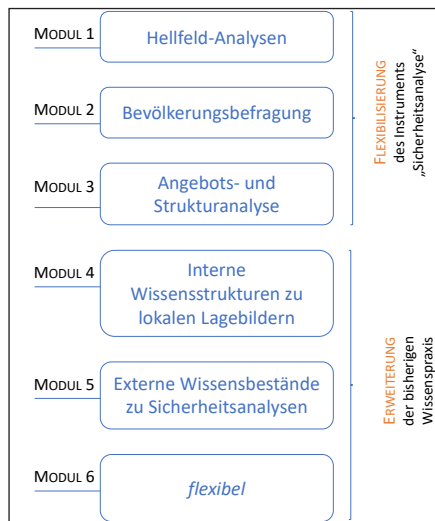 MODUL 1
Hellfeld-Analysen
MODUL 2
Bevölkerungsbefragung
MODUL 3
Angebots- und
Strukturanalyse
FLEXIBILISIERUNG
des Instruments
„Sicherheitsanalyse“
MODUL 4
Interne
Wissensstrukturen zu
lokalen Lagebildern
MODUL 5
Externe Wissensbestände
zu Sicherheitsanalysen
MODUL 6
flexibel
ERWEITERUNG
der bisherigen
Wissenspraxis